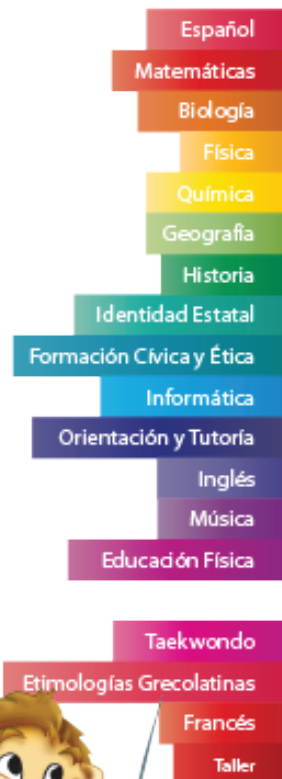 Español
Matemáticas
Biología
Física
Química
Geografía
Historia
Identidad Estatal
Formación Cívica y Ética
Informática
Orientación y Tutoría
Inglés
Música
Educación Física
Taekwondo
Etimologías Grecolatinas
Francés
Taller